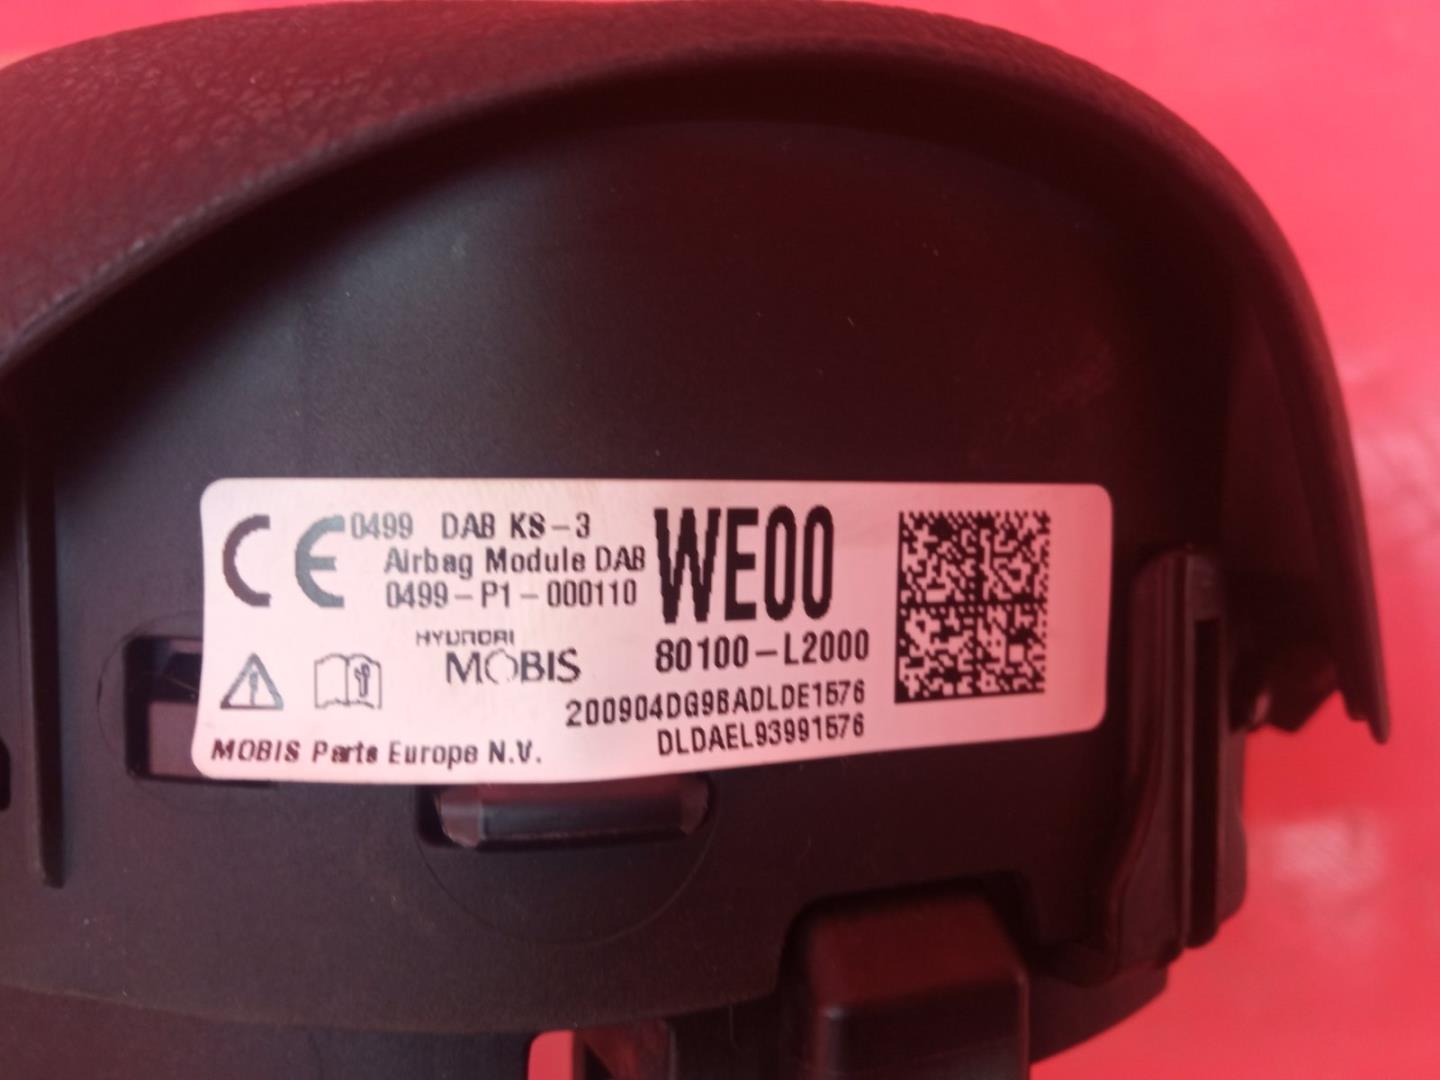 CE 0499 DAB KS-3
Airbag Module DAB
0499-P1-000110
WE00
80100-L2000
HYUNDAI
MOBIS
200904DG9BADLDE1576
DLDAEL93991576
MOBIS Parts Europe N.V.